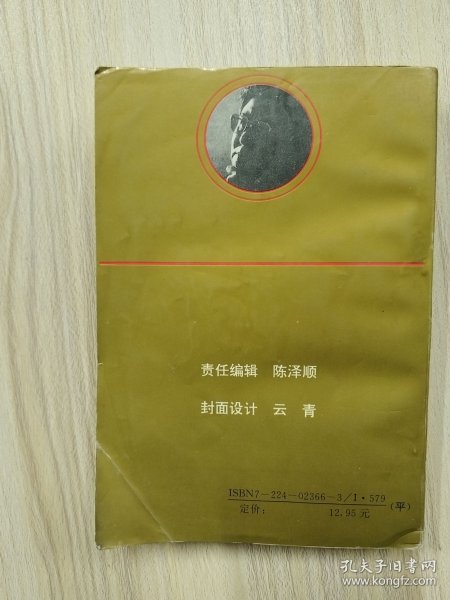 责任编辑 陈泽顺
封面设计 云青
ISBN7-224-02366-3/I·579
定价: 12.95元 (平)
孔夫子旧书网
www.kongfz.com